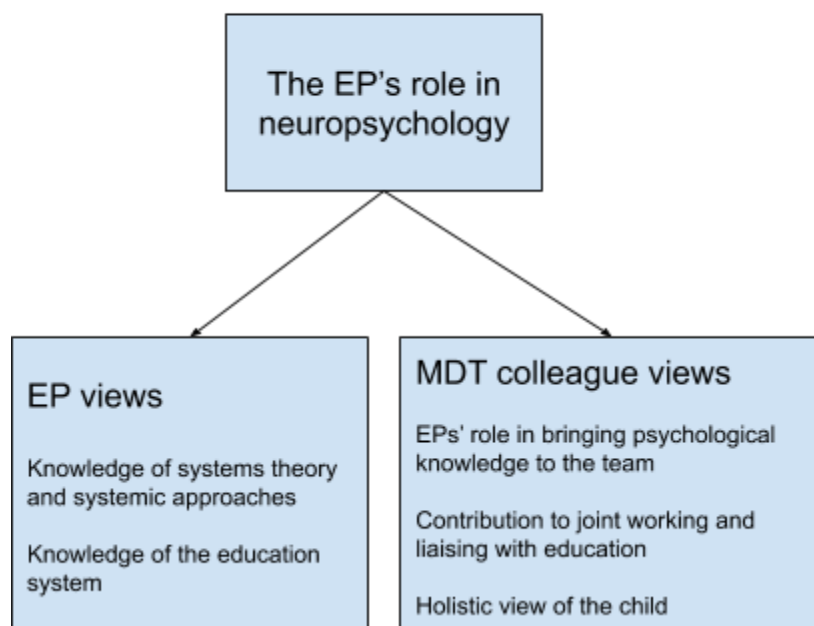 The EP’s role in
neuropsychology
EP views
Knowledge of systems theory
and systemic approaches
Knowledge of the education
system
MDT colleague views
EPs’ role in bringing psychological
knowledge to the team
Contribution to joint working and
liaising with education
Holistic view of the child